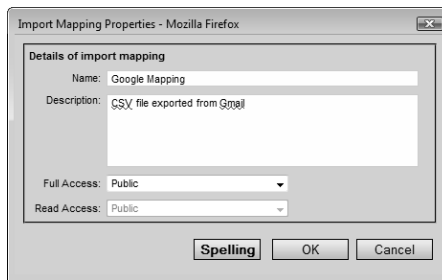 Import Mapping Properties - Mozilla Firefox
Details of import mapping
Name: Google Mapping
Description: CSV file exported from Gmail
Full Access: Public
Read Access: Public
Spelling OK Cancel